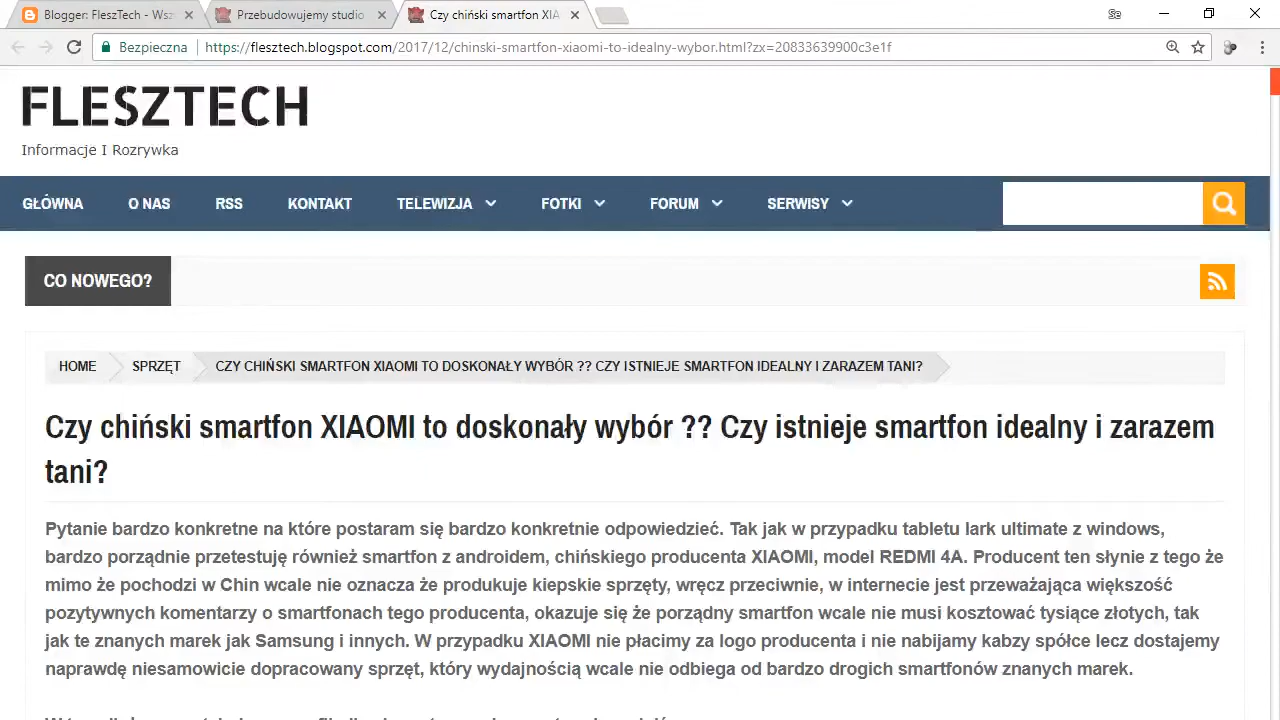 Blogger: FleszTech - Wsz
Przebudowujemy studio
Czy chiński smartfon XIA
Se
Bezpieczna
https://flesztech.blogspot.com/2017/12/chinski-smartfon-xiaomi-to-idealny-wybor.html?zx=20833639900c3e1f
FLESZTECH
Informacje I Rozrywka
GŁÓWNA O NAS RSS KONTAKT TELEWIZJA FOTKI FORUM SERWISY
CO NOWEGO?
HOME SPRZĘT CZY CHIŃSKI SMARTFON XIAOMI TO DOSKONAŁY WYBÓR ?? CZY ISTNIEJE SMARTFON IDEALNY I ZARAZEM TANI?
Czy chiński smartfon XIAOMI to doskonały wybór ?? Czy istnieje smartfon idealny i zarazem
tani?
Pytanie bardzo konkretne na które postaram się bardzo konkretnie odpowiedzieć. Tak jak w przypadku tabletu lark ultimate z windows,
bardzo porządnie przetestuję również smartfon z androidem, chińskiego producenta XIAOMI, model REDMI 4A. Producent ten słynie z tego że
mimo że pochodzi w Chin wcale nie oznacza że produkuje kiepskie sprzęty, wręcz przeciwnie, w internecie jest przeważająca większość
pozytywnych komentarzy o smartfonach tego producenta, okazuje się że porządny smartfon wcale nie musi kosztować tysiące złotych, tak
jak te znanych marek jak Samsung i innych. W przypadku XIAOMI nie płacimy za logo producenta i nie nabijamy kabzy spółce lecz dostajemy
naprawdę niesamowicie dopracowany sprzęt, który wydajnością wcale nie odbiega od bardzo drogich smartfonów znanych marek.